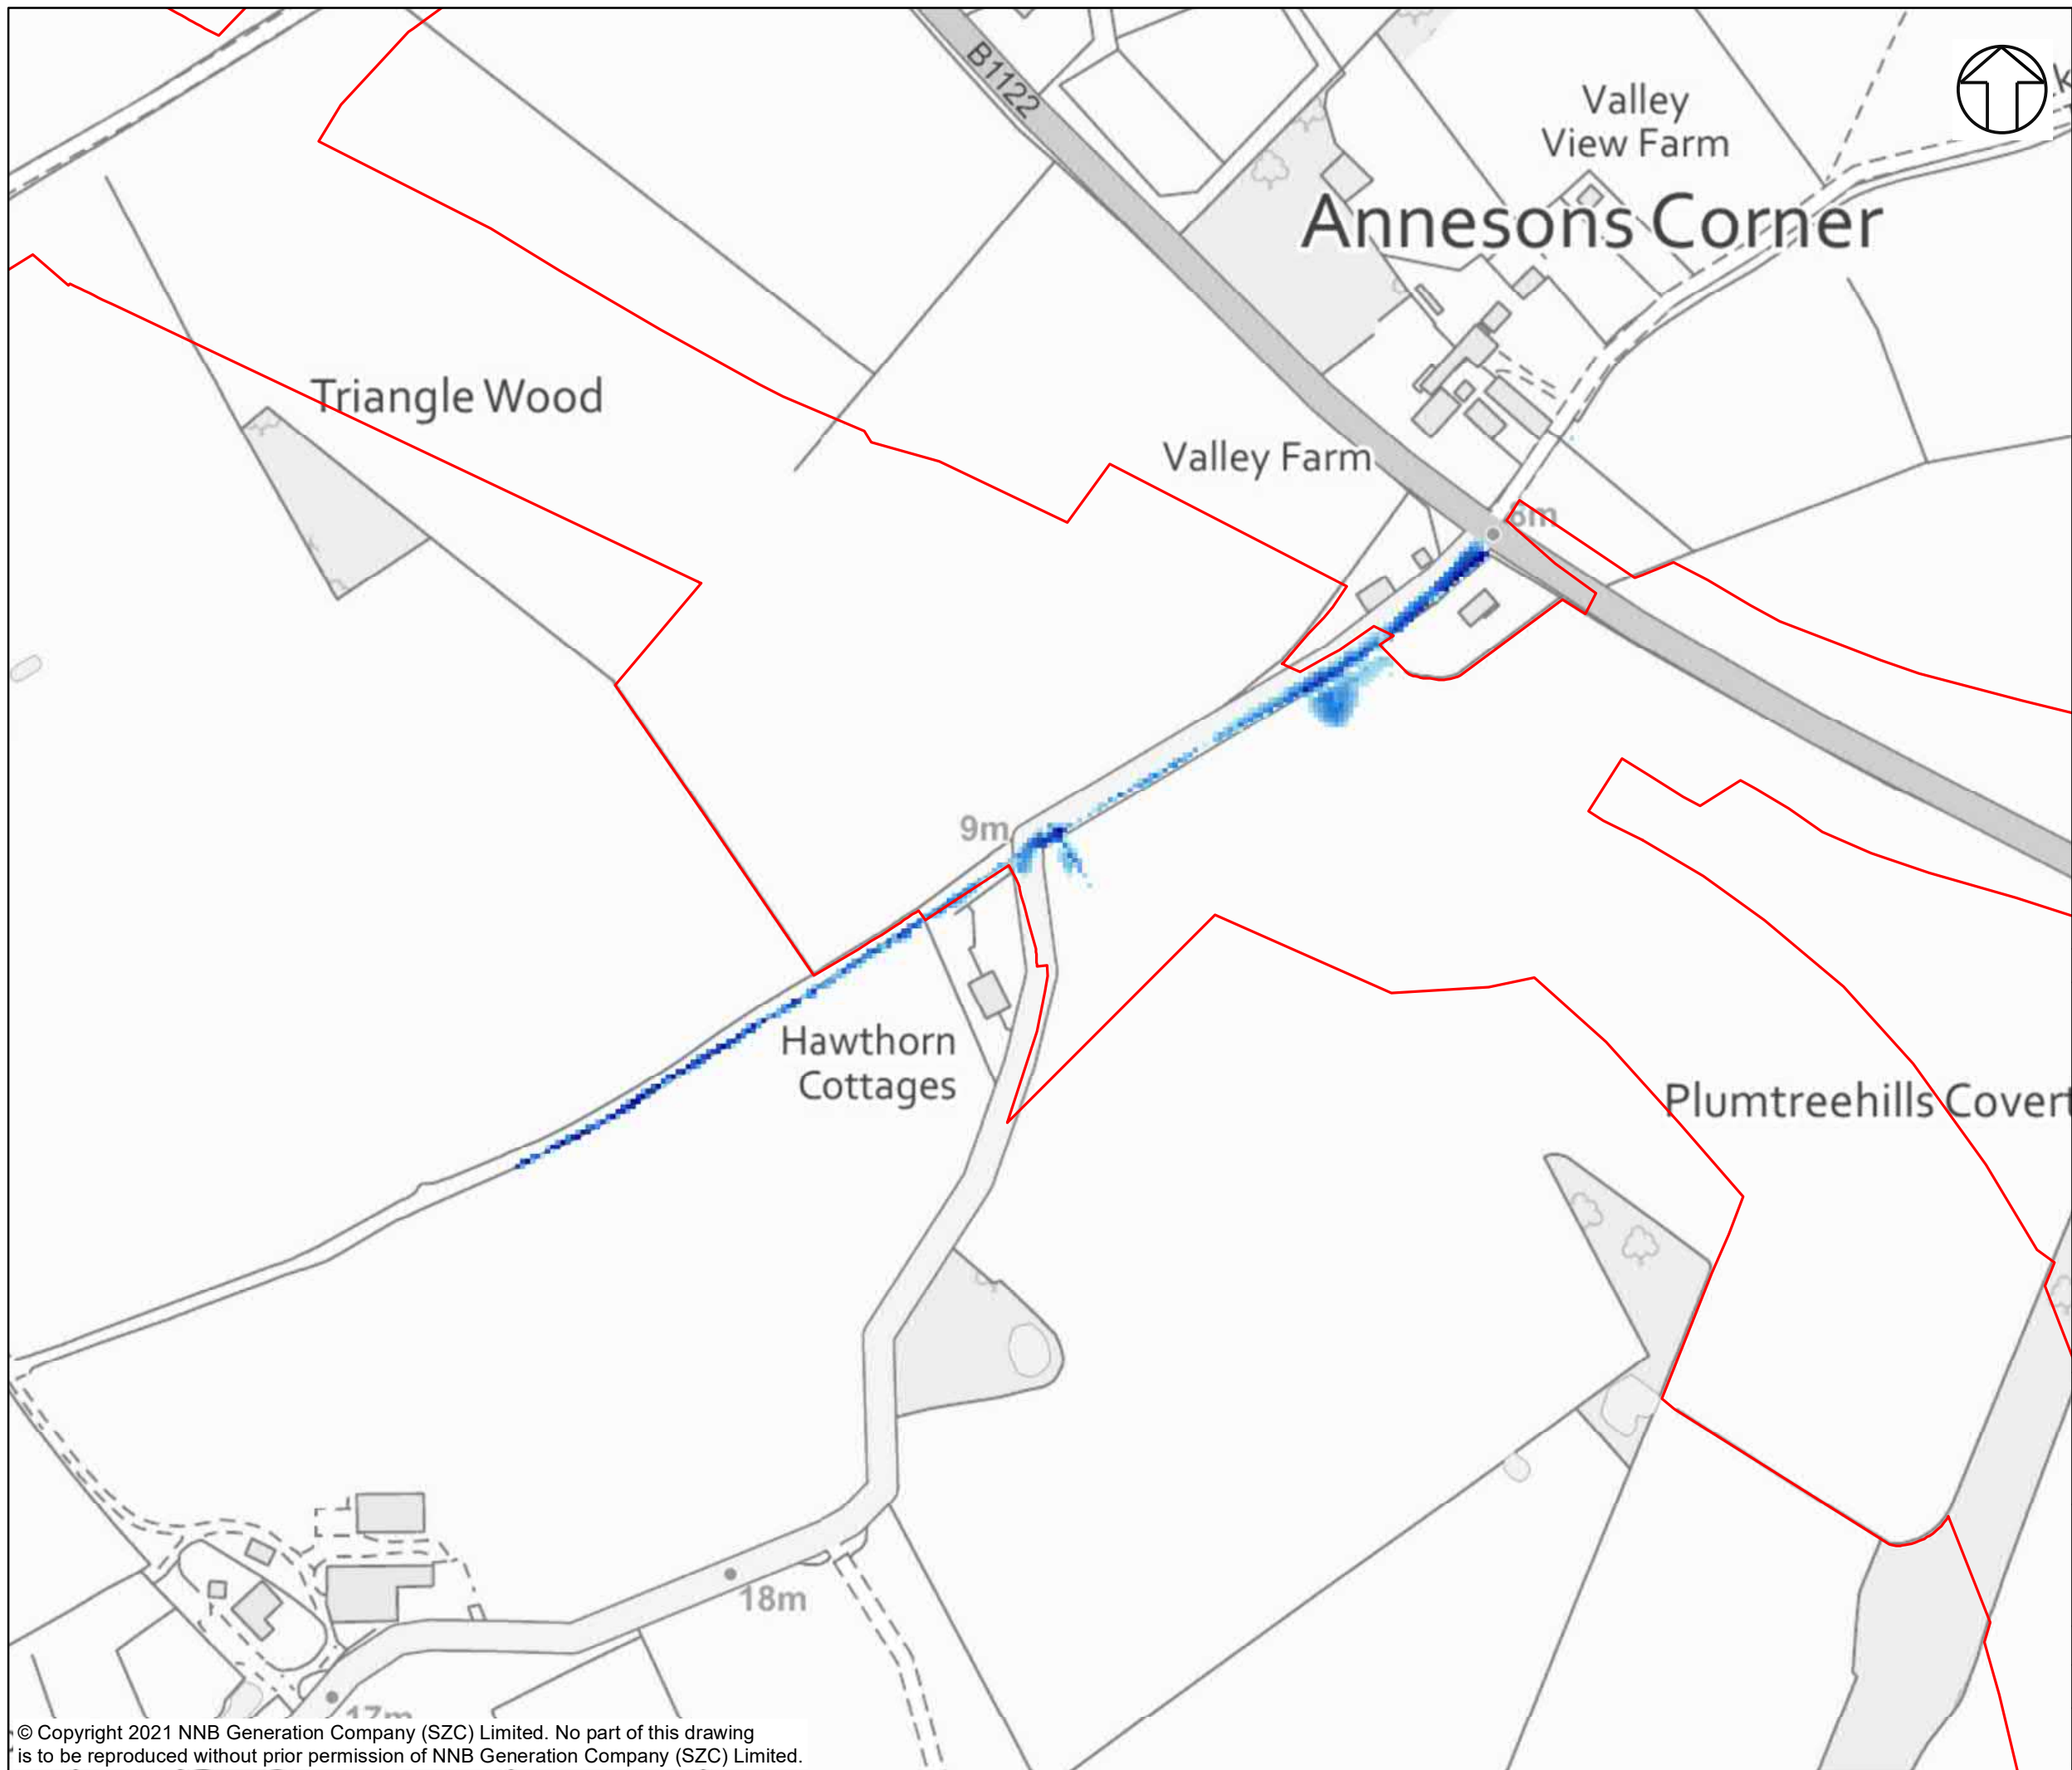 B1122
Valley
View Farm
Annesons Corner
Triangle Wood
Valley Farm
9m
Hawthorn
Cottages
Plumtreehills Covert
18m
17m
© Copyright 2021 NNB Generation Company (SZC) Limited. No part of this drawing
is to be reproduced without prior permission of NNB Generation Company (SZC) Limited.